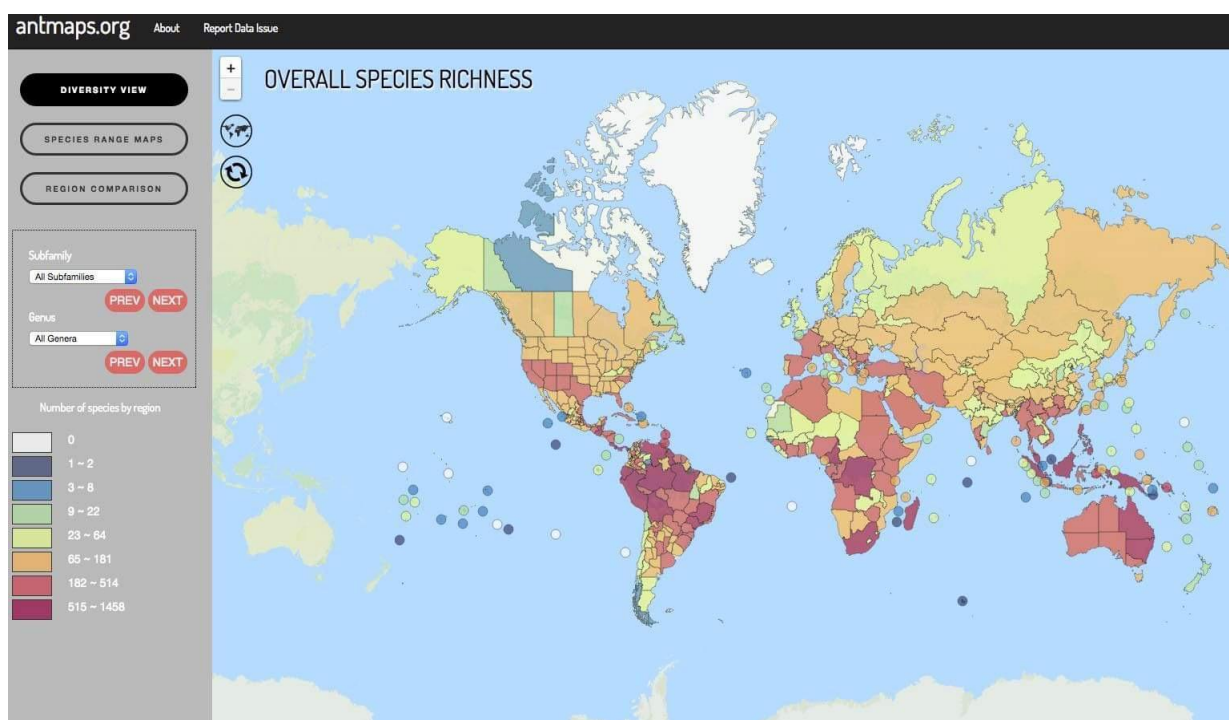 antmaps.org About Report Data Issue
DIVERSITY VIEW
SPECIES RANGE MAPS
REGION COMPARISON
Subfamily
All Subfamilies
PREV NEXT
Genus
All Genera
PREV NEXT
Number of species by region
0
1 ~ 2
3 ~ 8
9 ~ 22
23 ~ 64
65 ~ 181
182 ~ 514
515 ~ 1458
+
−
OVERALL SPECIES RICHNESS